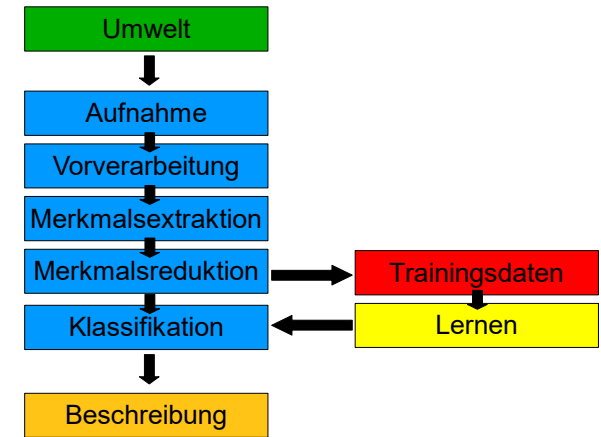 Umwelt
Aufnahme
Vorverarbeitung
Merkmalsextraktion
Merkmalsreduktion
Trainingsdaten
Klassifikation
Lernen
Beschreibung